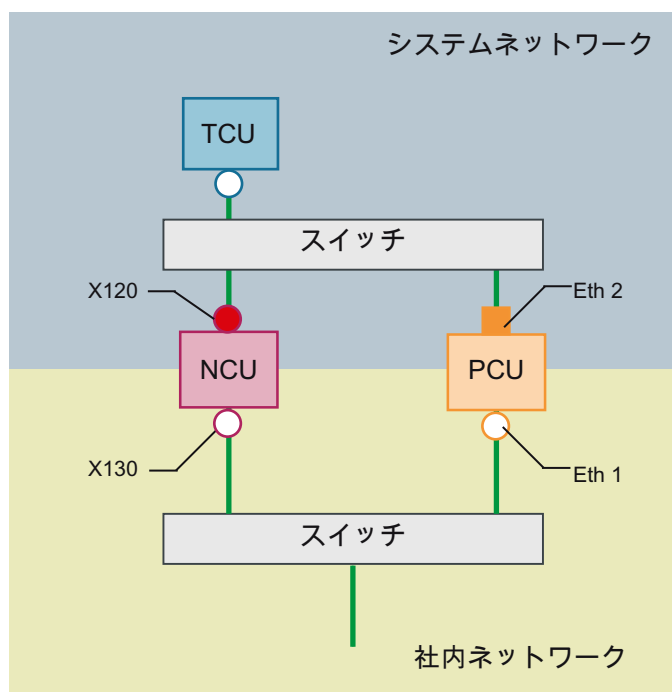 システムネットワーク
TCU
スイッチ
X120
Eth 2
NCU
PCU
X130
Eth 1
スイッチ
社内ネットワーク